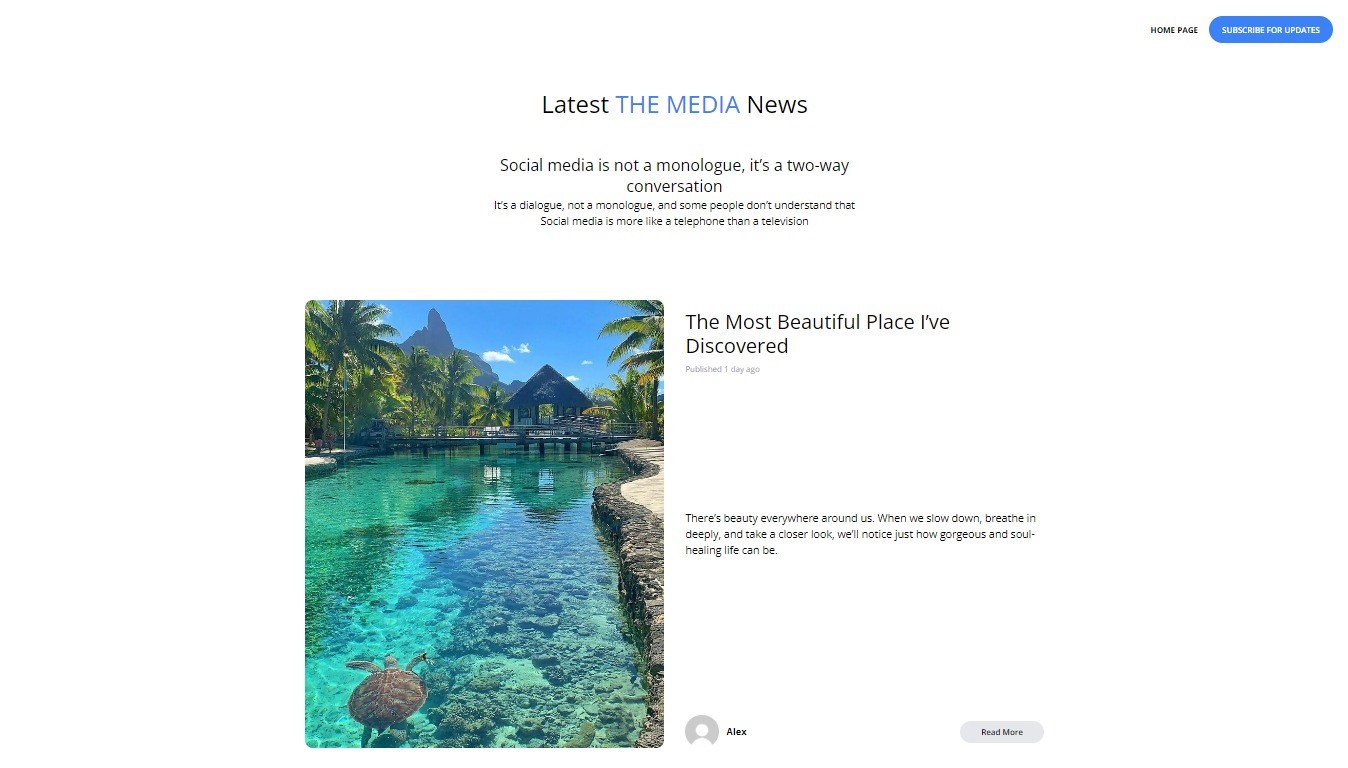 HOME PAGE
SUBSCRIBE FOR UPDATES
Latest THE MEDIA News
Social media is not a monologue, it’s a two-way
conversation
It’s a dialogue, not a monologue, and some people don’t understand that
Social media is more like a telephone than a television
The Most Beautiful Place I’ve
Discovered
Published 1 day ago
There’s beauty everywhere around us. When we slow down, breathe in
deeply, and take a closer look, we’ll notice just how gorgeous and soul-
healing life can be.
Alex
Read More